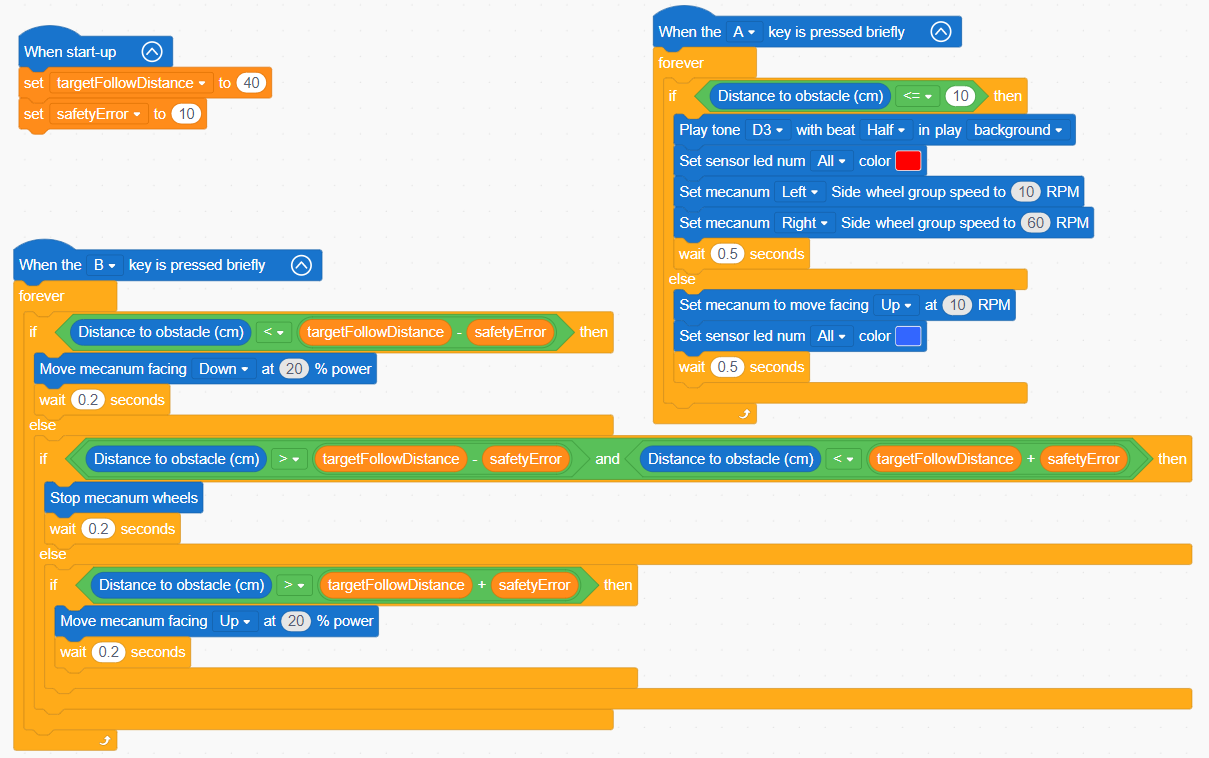 When start-up
set targetFollowDistance to 40
set safetyError to 10
When the A key is pressed briefly
forever
if Distance to obstacle (cm) <= 10 then
Play tone D3 with beat Half in play background
Set sensor led num All color
Set mecanum Left Side wheel group speed to 10 RPM
Set mecanum Right Side wheel group speed to 60 RPM
wait 0.5 seconds
else
Set mecanum to move facing Up at 10 RPM
Set sensor led num All color
wait 0.5 seconds
When the B key is pressed briefly
forever
if Distance to obstacle (cm) < targetFollowDistance - safetyError then
Move mecanum facing Down at 20 % power
wait 0.2 seconds
else
if Distance to obstacle (cm) > targetFollowDistance - safetyError and Distance to obstacle (cm) < targetFollowDistance + safetyError then
Stop mecanum wheels
wait 0.2 seconds
else
if Distance to obstacle (cm) > targetFollowDistance + safetyError then
Move mecanum facing Up at 20 % power
wait 0.2 seconds